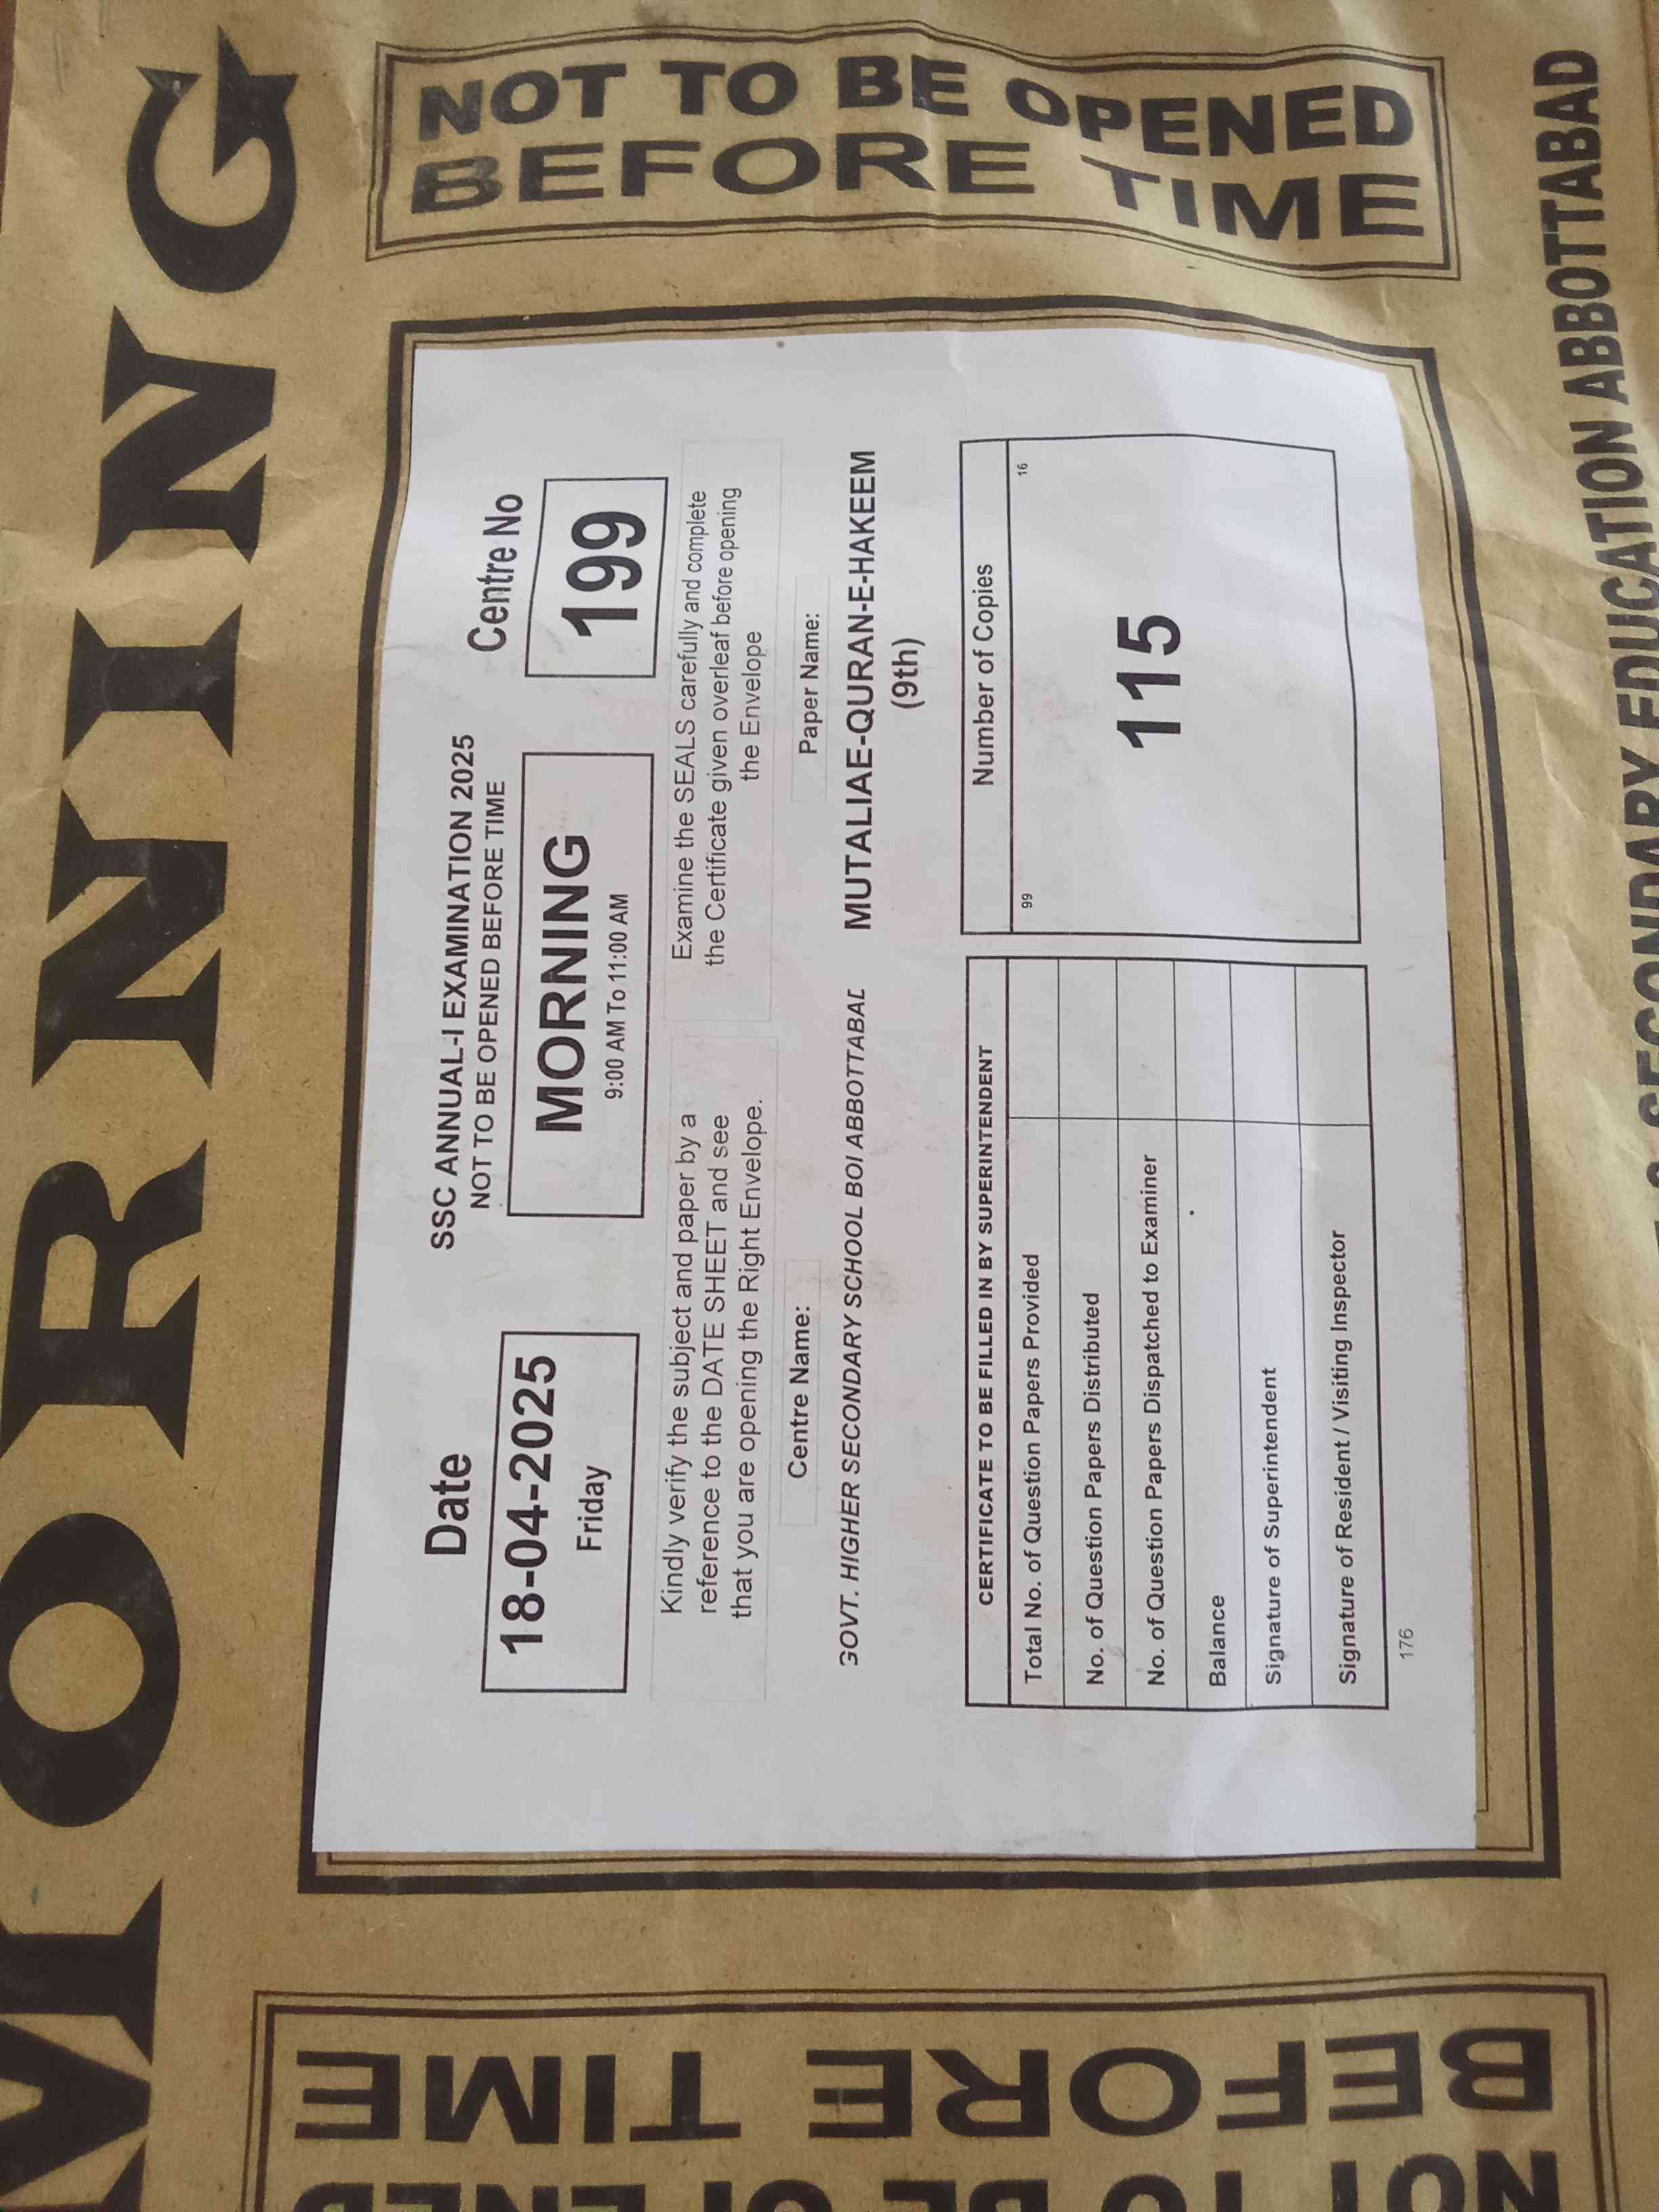 MORNING
NOT TO BE OPENED
BEFORE TIME
Date
18-04-2025
Friday
SSC ANNUAL-I EXAMINATION 2025
NOT TO BE OPENED BEFORE TIME
MORNING
9:00 AM To 11:00 AM
Centre No
199
Kindly verify the subject and paper by a
reference to the DATE SHEET and see
that you are opening the Right Envelope.
Examine the SEALS carefully and complete
the Certificate given overleaf before opening
the Envelope
Centre Name:
GOVT. HIGHER SECONDARY SCHOOL BOI ABBOTTABAD
Paper Name:
MUTALIAE-QURAN-E-HAKEEM
(9th)
CERTIFICATE TO BE FILLED IN BY SUPERINTENDENT
Total No. of Question Papers Provided
No. of Question Papers Distributed
No. of Question Papers Dispatched to Examiner
Balance
Signature of Superintendent
Signature of Resident / Visiting Inspector
176
Number of Copies
99 16
115
NOT TO BE OPENED
BEFORE TIME
& SECONDARY EDUCATION ABBOTTABAD